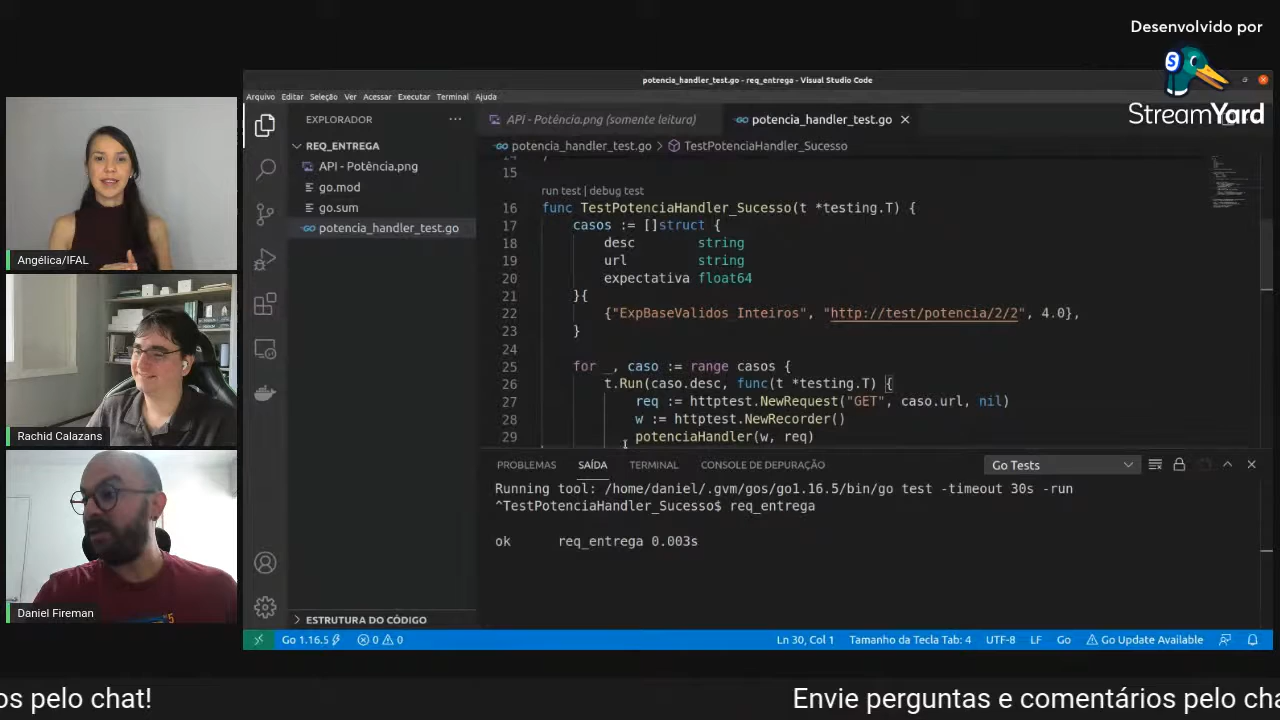 Desenvolvido por
StreamYard
potencia_handler_test.go - req_entrega - Visual Studio Code
Arquivo Editar Seleção Ver Acessar Executar Terminal Ajuda
EXPLORADOR
REQ_ENTREGA
API - Potência.png
go.mod
go.sum
potencia_handler_test.go
ESTRUTURA DO CÓDIGO
API - Potência.png (somente leitura)
potencia_handler_test.go
potencia_handler_test.go > TestPotenciaHandler_Sucesso
14 /
15
run test | debug test
16 func TestPotenciaHandler_Sucesso(t *testing.T) {
17 casos := []struct {
18 desc string
19 url string
20 expectativa float64
21 }{
22 {"ExpBaseValidos Inteiros", "http://test/potencia/2/2", 4.0},
23 }
24
25 for _, caso := range casos {
26 t.Run(caso.desc, func(t *testing.T) {
27 req := httptest.NewRequest("GET", caso.url, nil)
28 w := httptest.NewRecorder()
29 potenciaHandler(w, req)
PROBLEMAS SAÍDA TERMINAL CONSOLE DE DEPURAÇÃO
Go Tests
Running tool: /home/daniel/.gvm/gos/go1.16.5/bin/go test -timeout 30s -run
^TestPotenciaHandler_Sucesso$ req_entrega
ok req_entrega 0.003s
Go 1.16.5 0 0
Ln 30, Col 1 Tamanho da Tecla Tab: 4 UTF-8 LF Go Go Update Available
Angélica/IFAL
Rachid Calazans
Daniel Fireman
os pelo chat!
Envie perguntas e comentários pelo cha